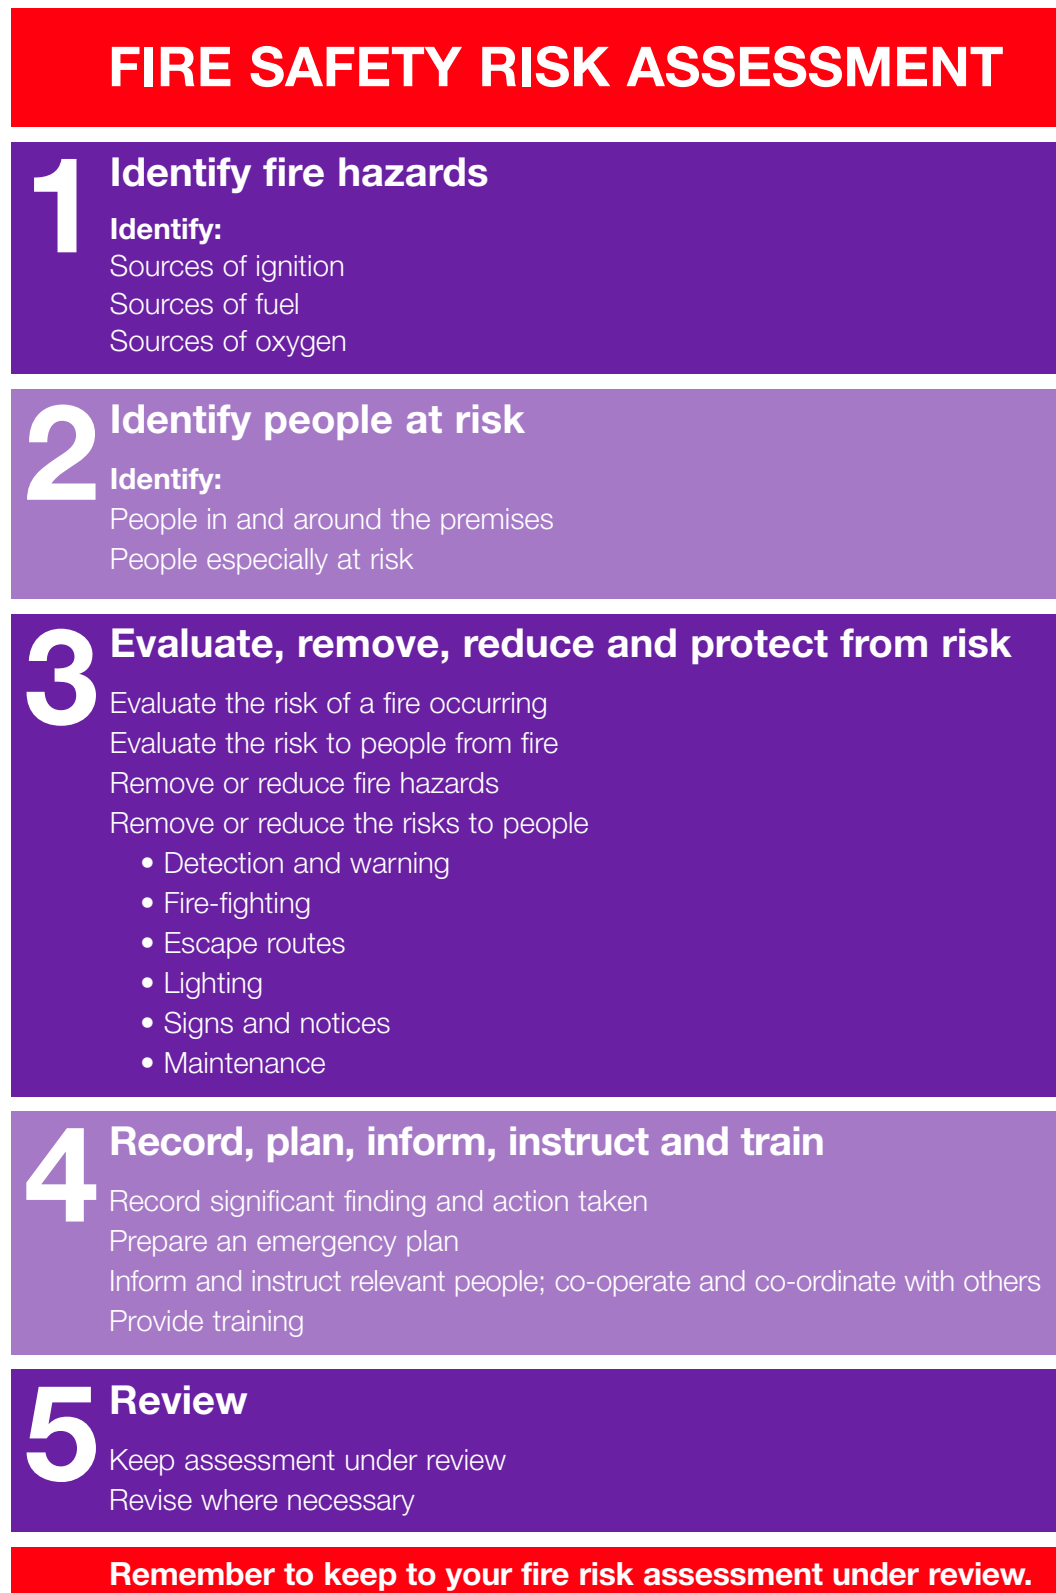 FIRE SAFETY RISK ASSESSMENT
1 Identify fire hazards
Identify:
Sources of ignition
Sources of fuel
Sources of oxygen
2 Identify people at risk
Identify:
People in and around the premises
People especially at risk
3 Evaluate, remove, reduce and protect from risk
Evaluate the risk of a fire occurring
Evaluate the risk to people from fire
Remove or reduce fire hazards
Remove or reduce the risks to people
• Detection and warning
• Fire-fighting
• Escape routes
• Lighting
• Signs and notices
• Maintenance
4 Record, plan, inform, instruct and train
Record significant finding and action taken
Prepare an emergency plan
Inform and instruct relevant people; co-operate and co-ordinate with others
Provide training
5 Review
Keep assessment under review
Revise where necessary
Remember to keep to your fire risk assessment under review.